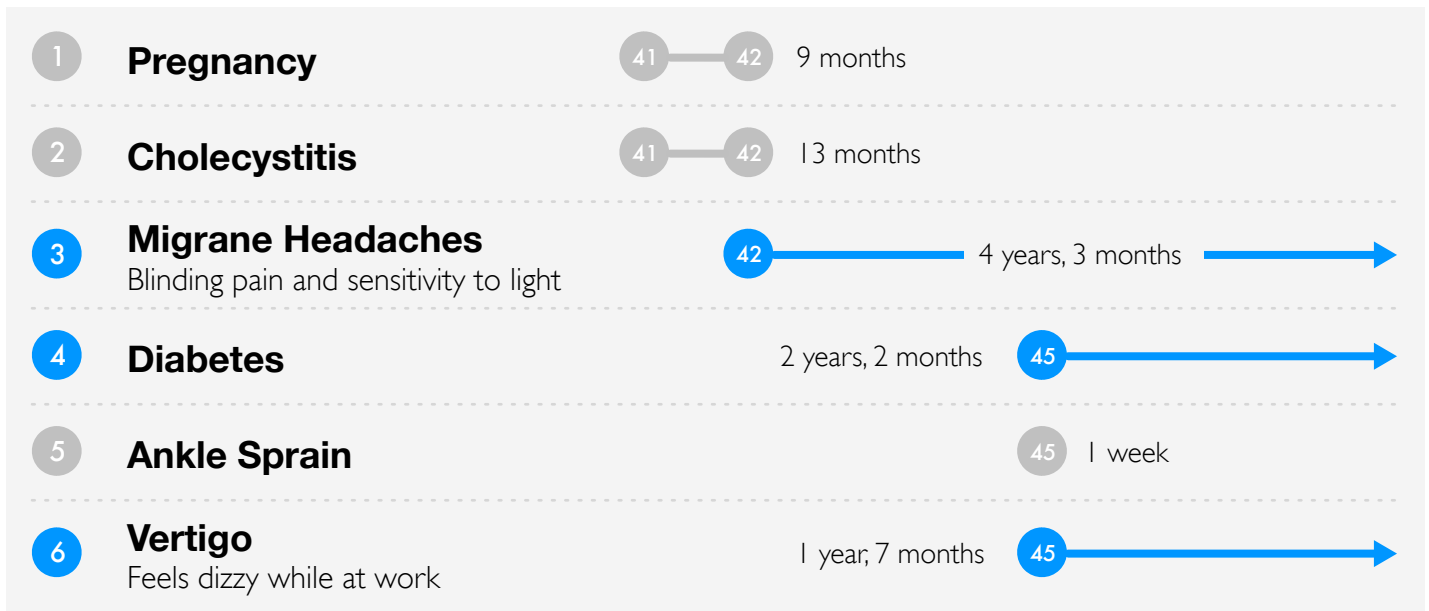 1 Pregnancy 41 42 9 months
2 Cholecystitis 41 42 13 months
3 Migrane Headaches
Blinding pain and sensitivity to light
42 4 years, 3 months
4 Diabetes 2 years, 2 months 45
5 Ankle Sprain 45 1 week
6 Vertigo
Feels dizzy while at work
1 year, 7 months 45